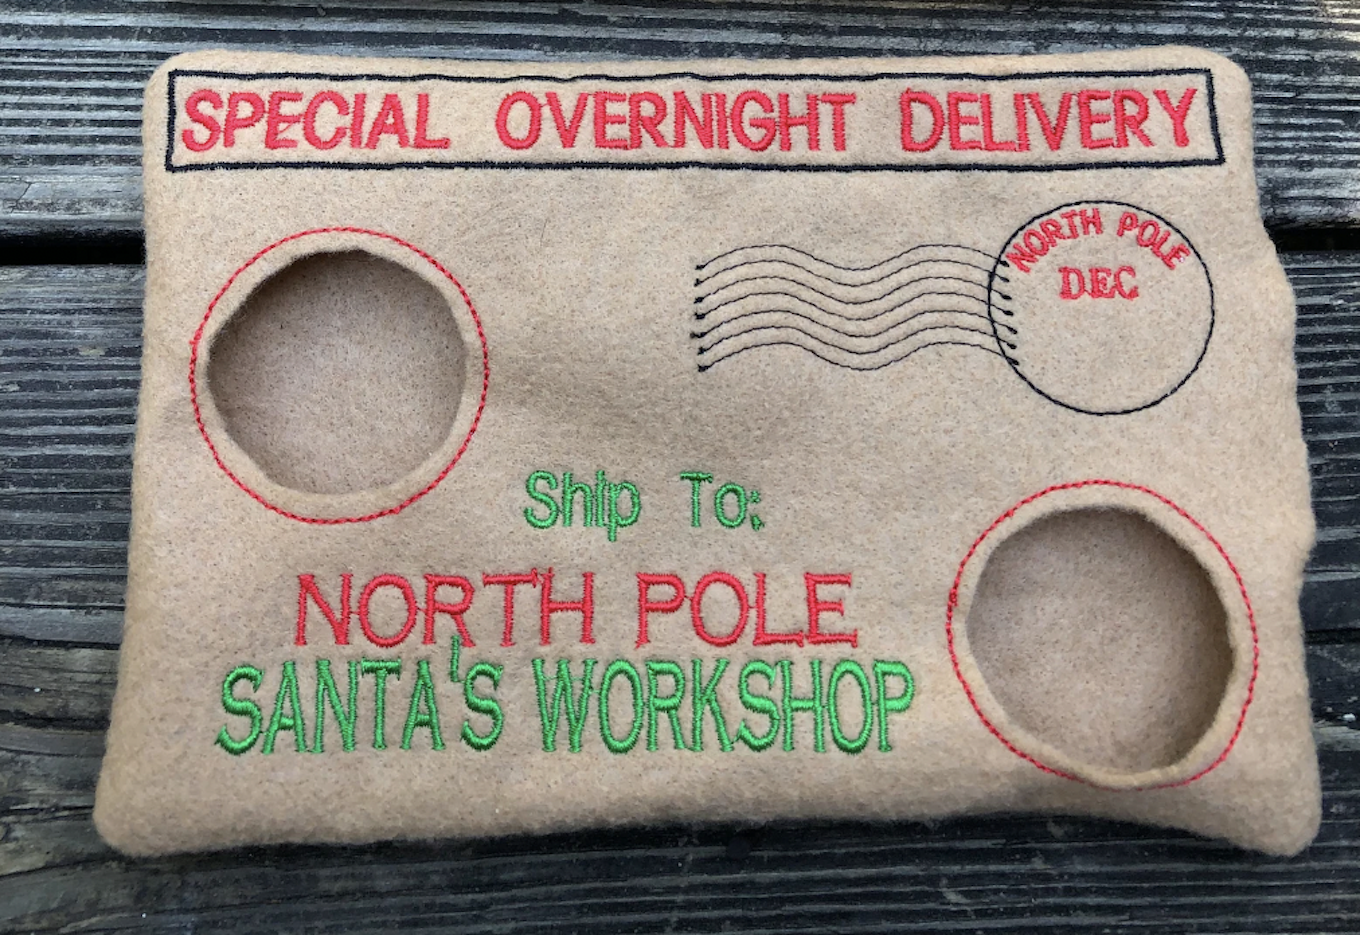 SPECIAL OVERNIGHT DELIVERY
NORTH POLE
DEC
Ship To:
NORTH POLE
SANTA'S WORKSHOP